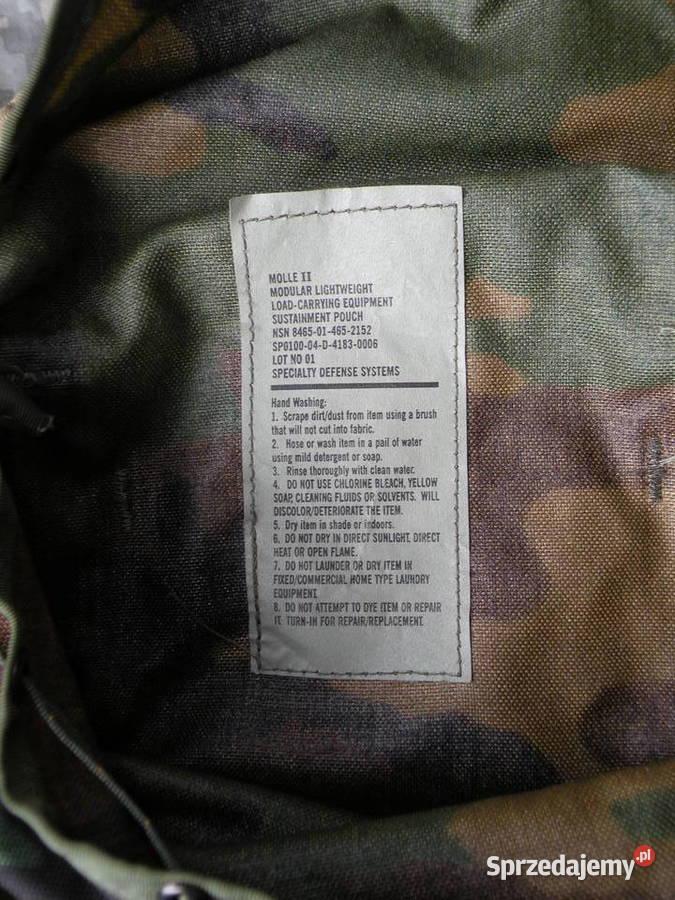 MOLLE II
MODULAR LIGHTWEIGHT
LOAD-CARRYING EQUIPMENT
SUSTAINMENT POUCH
NSN 8465-01-465-2152
SP0100-04-D-4183-0006
LOT NO 01
SPECIALTY DEFENSE SYSTEMS
Hand Washing:
1. Scrape dirt/dust from item using a brush
that will not cut into fabric.
2. Hose or wash item in a pail of water
using mild detergent or soap.
3. Rinse thoroughly with clean water.
4. DO NOT USE CHLORINE BLEACH, YELLOW
SOAP, CLEANING FLUIDS OR SOLVENTS. WILL
DISCOLOR/DETERIORATE THE ITEM.
5. Dry item in shade or indoors.
6. DO NOT DRY IN DIRECT SUNLIGHT, DIRECT
HEAT OR OPEN FLAME.
7. DO NOT LAUNDER OR DRY ITEM IN
FIXED/COMMERCIAL HOME TYPE LAUNDRY
EQUIPMENT.
8. DO NOT ATTEMPT TO DYE ITEM OR REPAIR
IT. TURN-IN FOR REPAIR/REPLACEMENT.
Sprzedajemy.pl